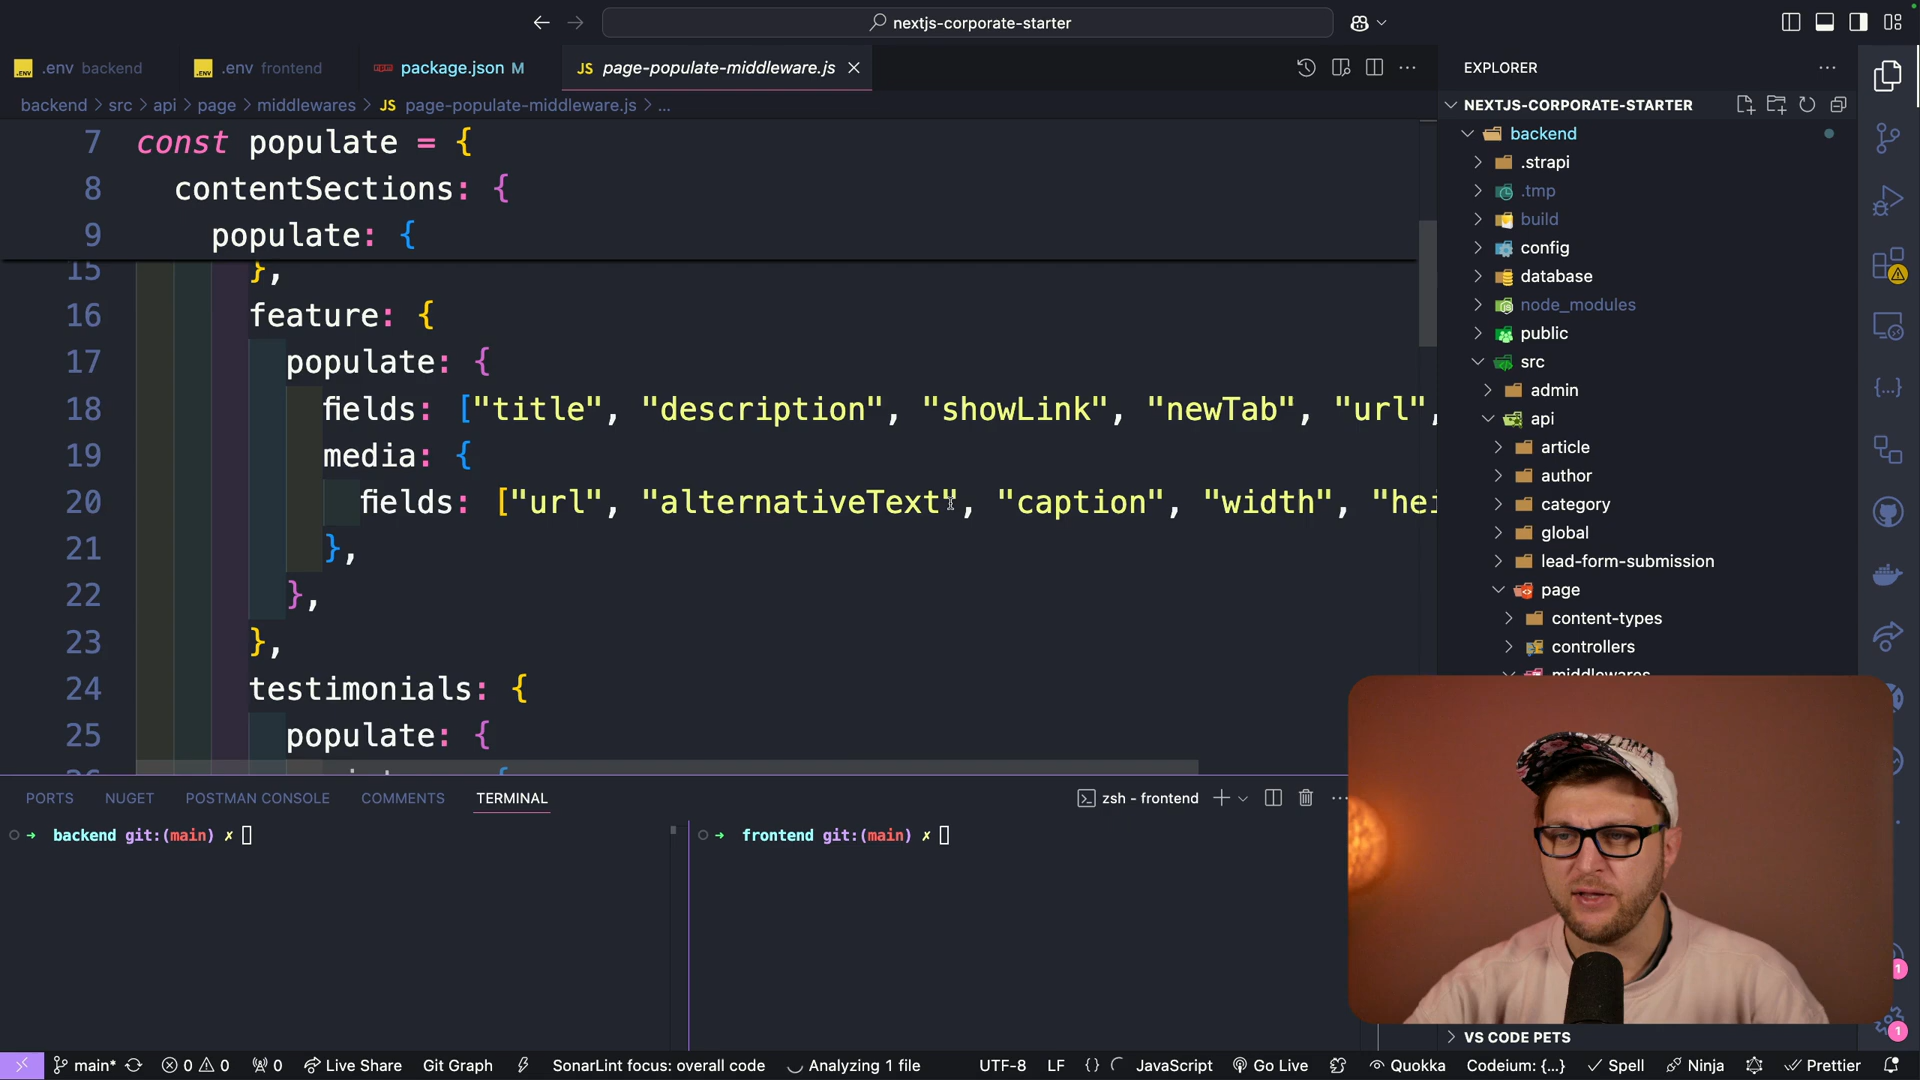 nextjs-corporate-starter
.env backend
.env frontend
package.json M
JS page-populate-middleware.js
EXPLORER
backend > src > api > page > middlewares > JS page-populate-middleware.js > ...
NEXTJS-CORPORATE-STARTER
7 const populate = {
8 contentSections: {
9 populate: {
15 },
16 feature: {
17 populate: {
18 fields: ["title", "description", "showLink", "newTab", "url",
19 media: {
20 fields: ["url", "alternativeText", "caption", "width", "hei
21 },
22 },
23 },
24 testimonials: {
25 populate: {
backend
.strapi
.tmp
build
config
database
node_modules
public
src
admin
api
article
author
category
global
lead-form-submission
page
content-types
controllers
middlewares
PORTS NUGET POSTMAN CONSOLE COMMENTS TERMINAL
zsh - frontend
backend git:(main) ✗
frontend git:(main) ✗
1
1
VS CODE PETS
main* 0 0 0 Live Share Git Graph SonarLint focus: overall code Analyzing 1 file UTF-8 LF {} JavaScript Go Live Quokka Codeium: {...} Spell Ninja Prettier